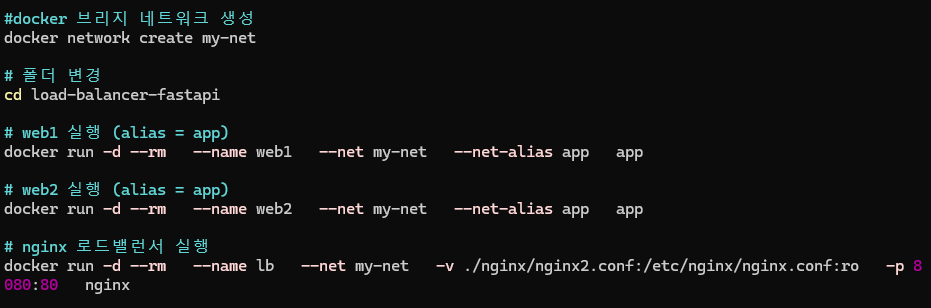 #docker 브리지 네트워크 생성
docker network create my-net
# 폴더 변경
cd load-balancer-fastapi
# web1 실행 (alias = app)
docker run -d --rm   --name web1   --net my-net   --net-alias app   app
# web2 실행 (alias = app)
docker run -d --rm   --name web2   --net my-net   --net-alias app   app
# nginx 로드밸런서 실행
docker run -d --rm   --name lb   --net my-net   -v ./nginx/nginx2.conf:/etc/nginx/nginx.conf:ro   -p 8
080:80   nginx